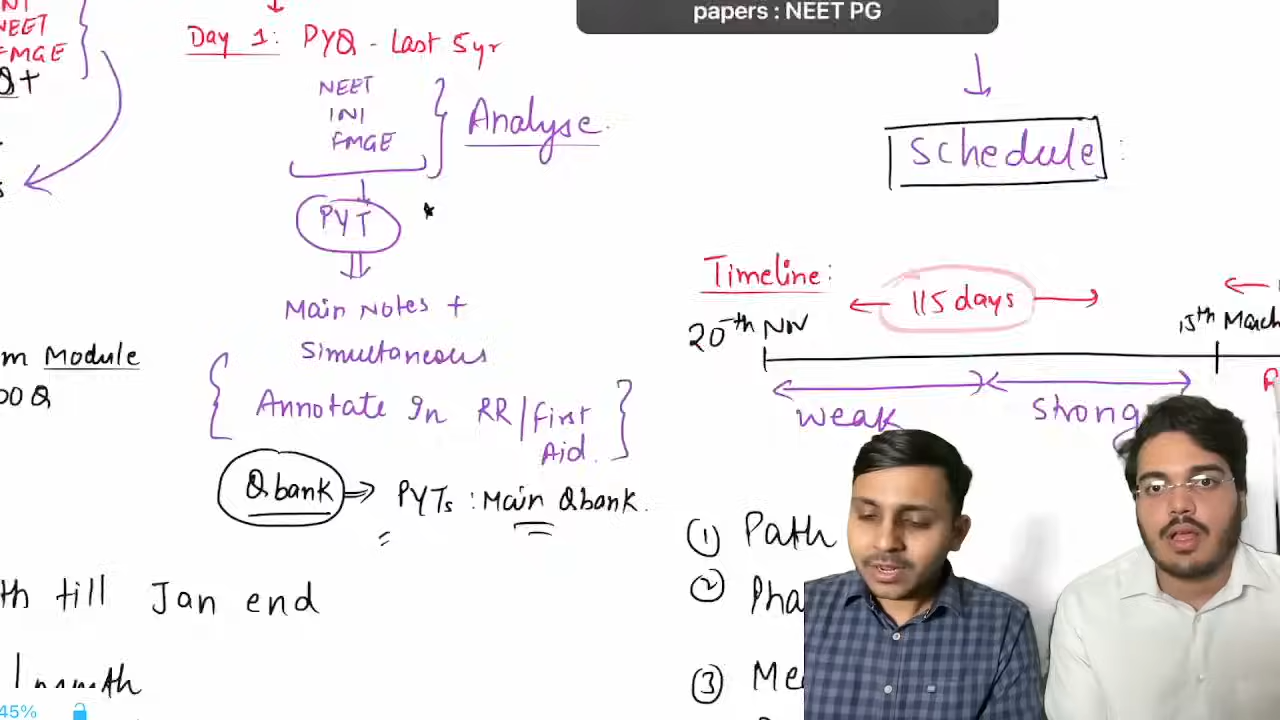 papers : NEET PG
NEET
FMGE
Day 1: PYQ - Last 5yr
NEET
INI
FMGE
Analyse.
PYT
Main Notes +
Simultaneous
Annotate In RR/First
Aid.
Qbank
PYTs : Main Qbank.
Module
till Jan end
45%
Schedule :
Timeline:
115 days
20th Nov
15th March
weak
strong
① Path
② Pha
③ Me